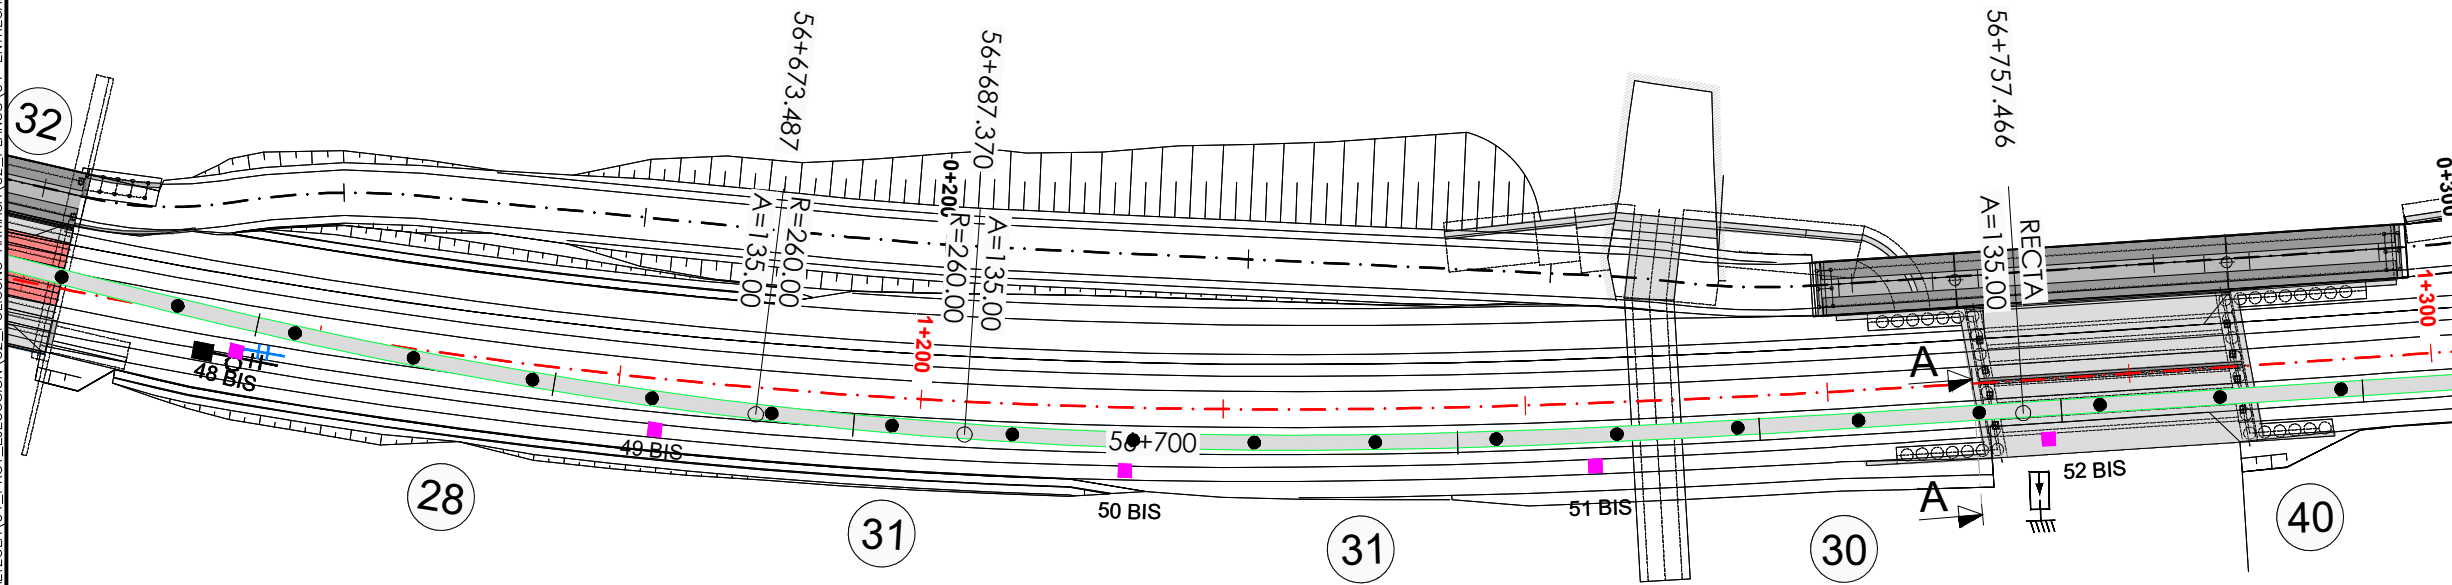 32
56+673.487
A=135.00
R=260.00
56+687.370
0+200
R=260.00
A=135.00
1+200
56+757.466
A=135.00
RECTA
0+300
1+300
A
A
48 BIS
49 BIS
56+700
50 BIS
51 BIS
52 BIS
28
31
31
30
40